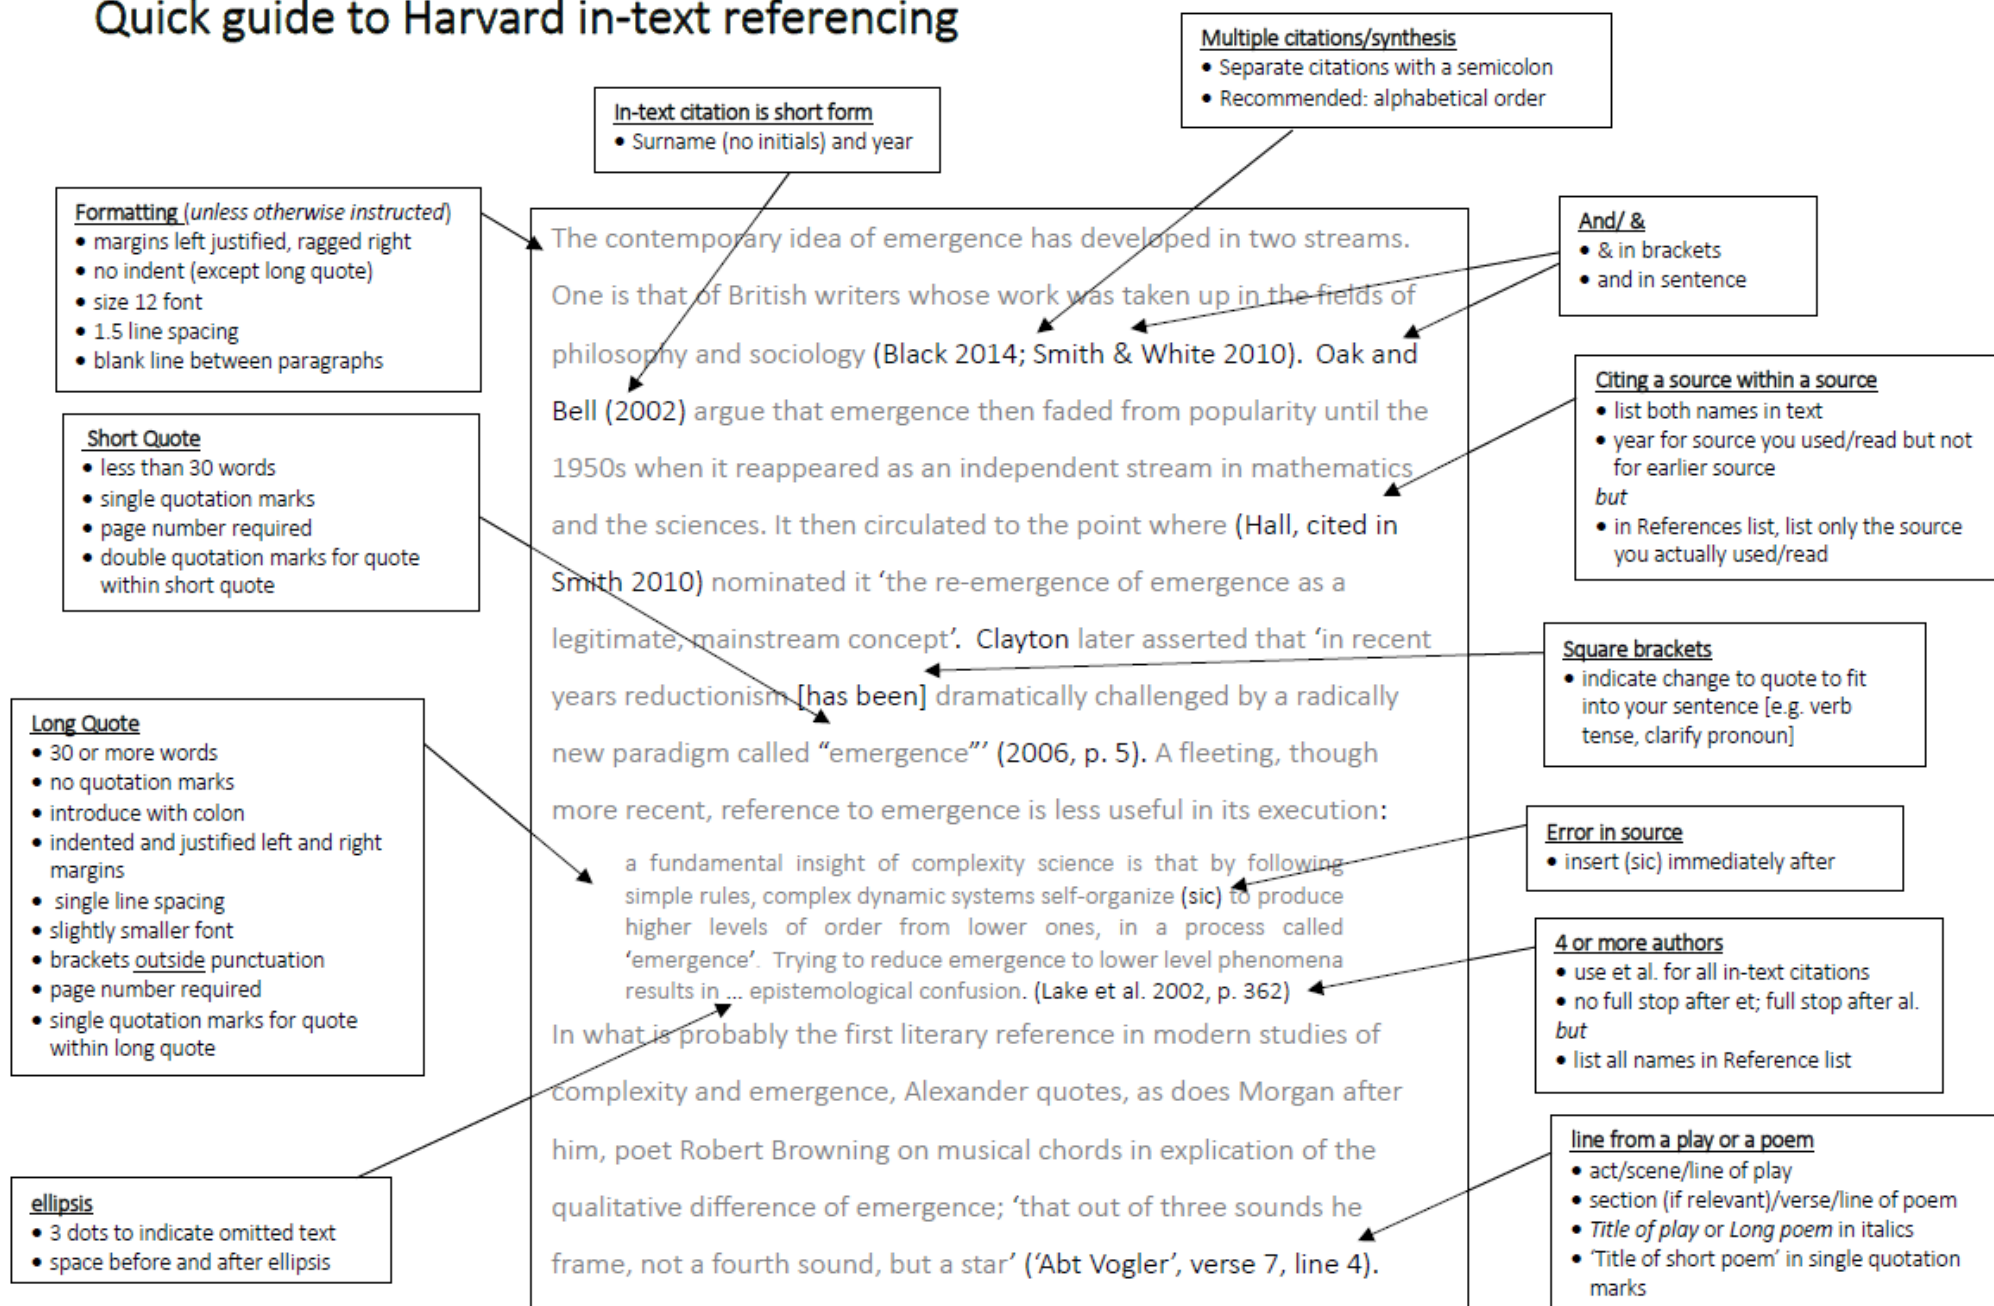 Quick guide to Harvard in-text referencing
Multiple citations/synthesis
• Separate citations with a semicolon
• Recommended: alphabetical order
In-text citation is short form
• Surname (no initials) and year
Formatting (unless otherwise instructed)
• margins left justified, ragged right
• no indent (except long quote)
• size 12 font
• 1.5 line spacing
• blank line between paragraphs
And/ &
• & in brackets
• and in sentence
Short Quote
• less than 30 words
• single quotation marks
• page number required
• double quotation marks for quote
within short quote
Citing a source within a source
• list both names in text
• year for source you used/read but not
for earlier source
but
• in References list, list only the source
you actually used/read
Long Quote
• 30 or more words
• no quotation marks
• introduce with colon
• indented and justified left and right
margins
• single line spacing
• slightly smaller font
• brackets outside punctuation
• page number required
• single quotation marks for quote
within long quote
Square brackets
• indicate change to quote to fit
into your sentence [e.g. verb
tense, clarify pronoun]
Error in source
• insert (sic) immediately after
4 or more authors
• use et al. for all in-text citations
• no full stop after et; full stop after al.
but
• list all names in Reference list
ellipsis
• 3 dots to indicate omitted text
• space before and after ellipsis
line from a play or a poem
• act/scene/line of play
• section (if relevant)/verse/line of poem
• Title of play or Long poem in italics
• ‘Title of short poem’ in single quotation
marks
The contemporary idea of emergence has developed in two streams.
One is that of British writers whose work was taken up in the fields of
philosophy and sociology (Black 2014; Smith & White 2010). Oak and
Bell (2002) argue that emergence then faded from popularity until the
1950s when it reappeared as an independent stream in mathematics
and the sciences. It then circulated to the point where (Hall, cited in
Smith 2010) nominated it ‘the re-emergence of emergence as a
legitimate, mainstream concept’. Clayton later asserted that ‘in recent
years reductionism [has been] dramatically challenged by a radically
new paradigm called “emergence”’ (2006, p. 5). A fleeting, though
more recent, reference to emergence is less useful in its execution:
a fundamental insight of complexity science is that by following
simple rules, complex dynamic systems self-organize (sic) to produce
higher levels of order from lower ones, in a process called
‘emergence’. Trying to reduce emergence to lower level phenomena
results in ... epistemological confusion. (Lake et al. 2002, p. 362)
In what is probably the first literary reference in modern studies of
complexity and emergence, Alexander quotes, as does Morgan after
him, poet Robert Browning on musical chords in explication of the
qualitative difference of emergence; ‘that out of three sounds he
frame, not a fourth sound, but a star’ (‘Abt Vogler’, verse 7, line 4).